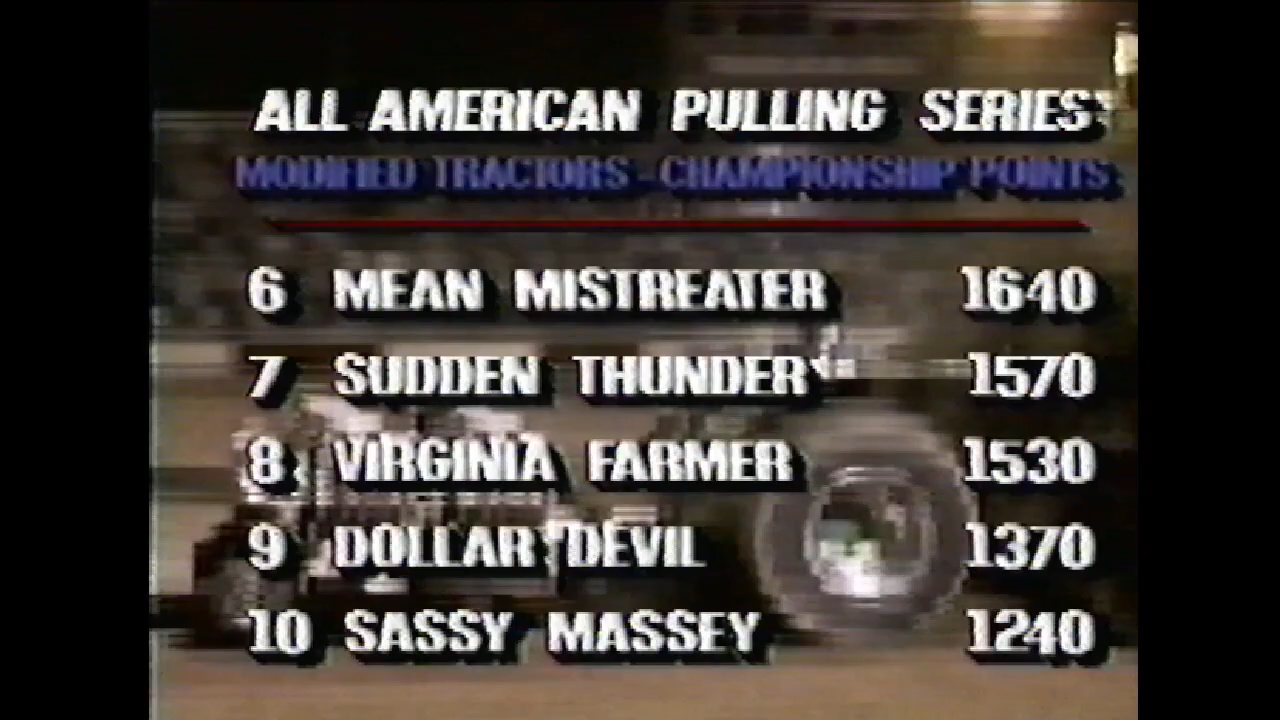 ALL AMERICAN PULLING SERIES
MODIFIED TRACTORS - CHAMPIONSHIP POINTS
6 MEAN MISTREATER 1640
7 SUDDEN THUNDER 1570
8 VIRGINIA FARMER 1530
9 DOLLAR DEVIL 1370
10 SASSY MASSEY 1240